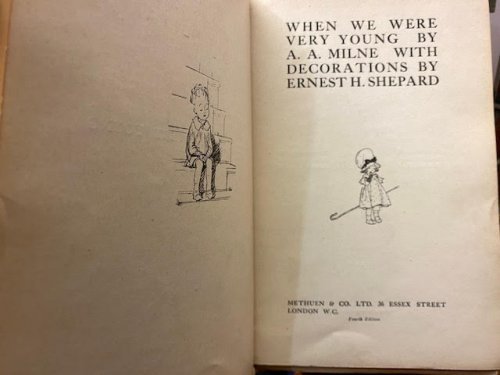 WHEN WE WERE
VERY YOUNG BY
A. A. MILNE WITH
DECORATIONS BY
ERNEST H. SHEPARD
METHUEN & CO. LTD. 36 ESSEX STREET
LONDON W.C.
Fourth Edition